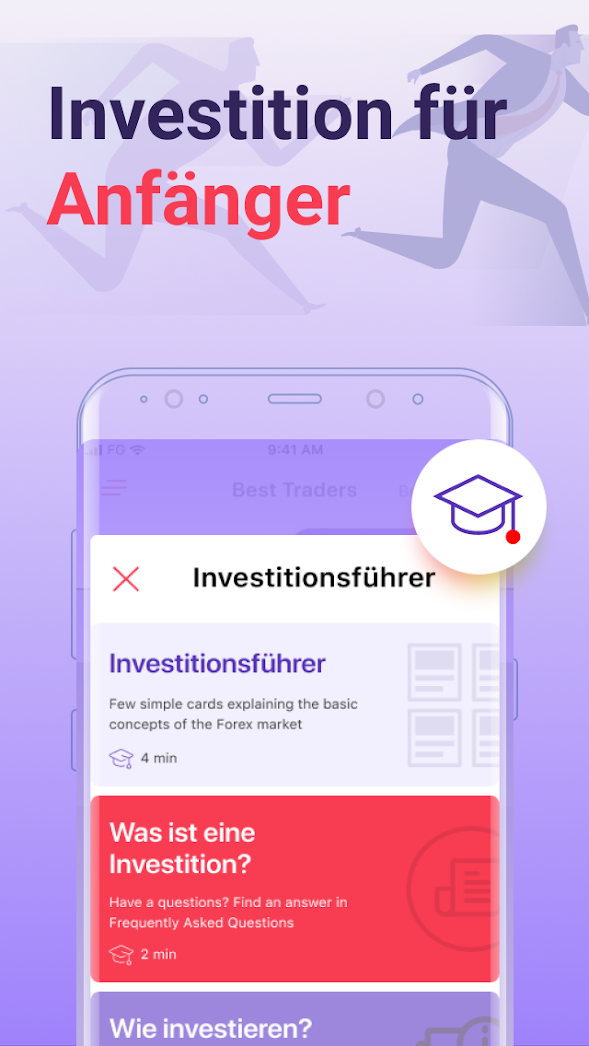 Investition für
Anfänger
FG
9:41 AM
Best Traders
Investitionsführer
Investitionsführer
Few simple cards explaining the basic
concepts of the Forex market
4 min
Was ist eine
Investition?
Have a questions? Find an answer in
Frequently Asked Questions
2 min
Wie investieren?